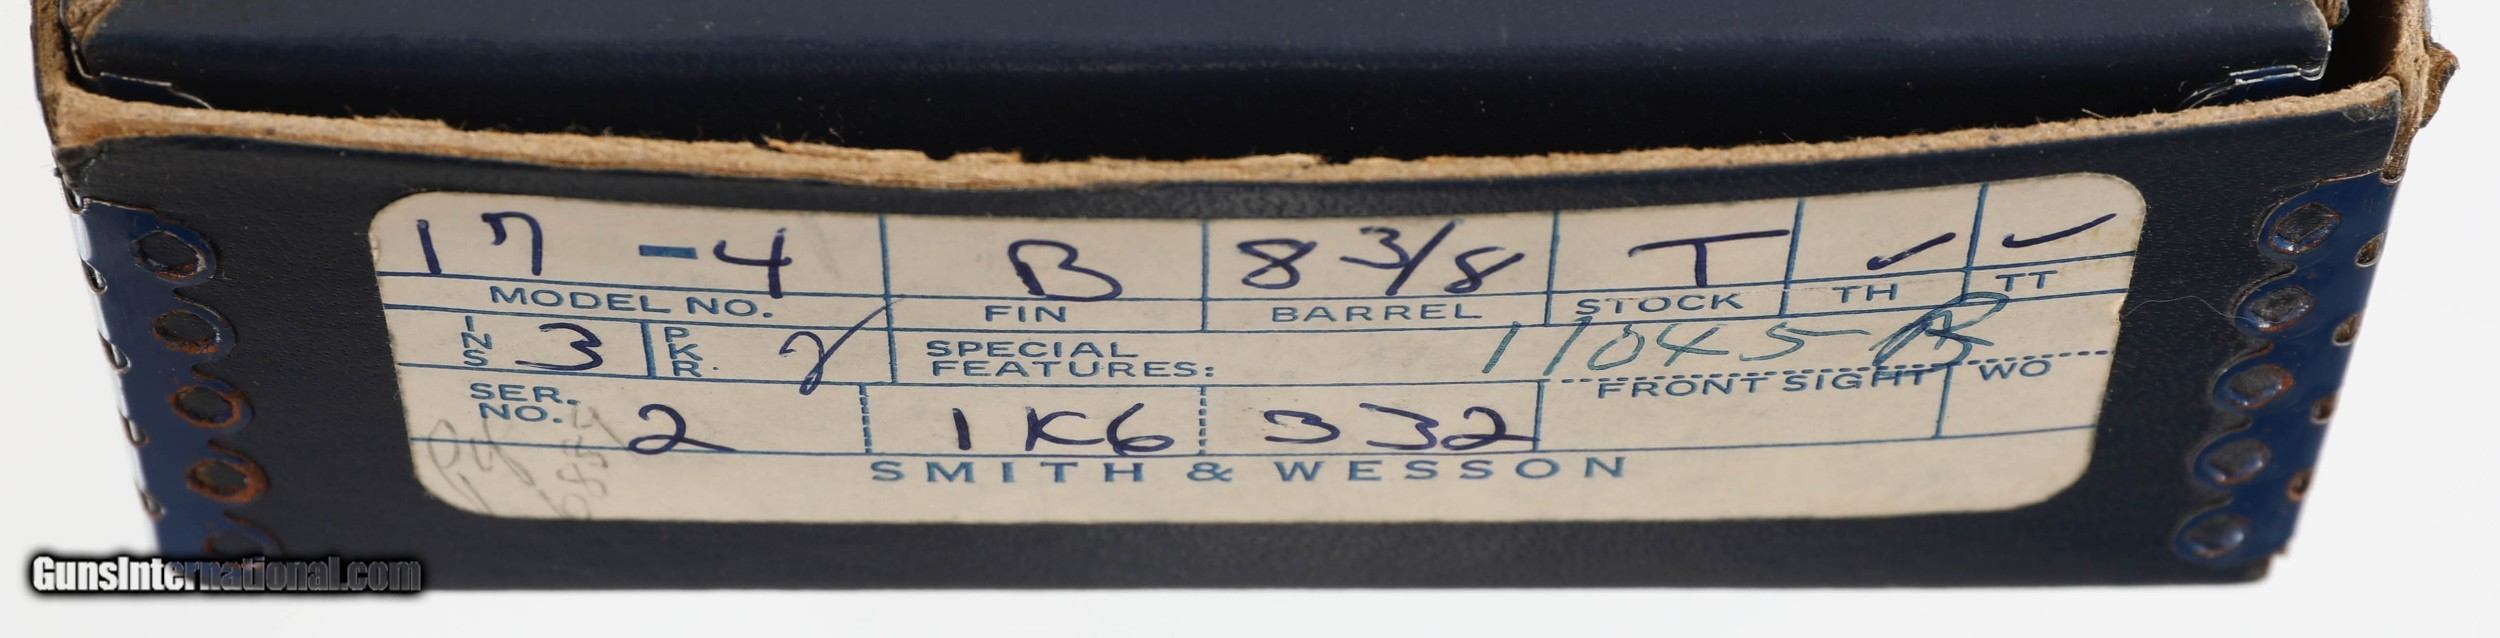 17 -4 B 8 3/8 T ✓ ✓
MODEL NO. FIN BARREL STOCK TH TT
INS 3 PKR. 2 SPECIAL FEATURES: 11045-B
FRONT SIGHT WO
SER. NO. 2 1K6 332
SMITH & WESSON
GunsInternational.com